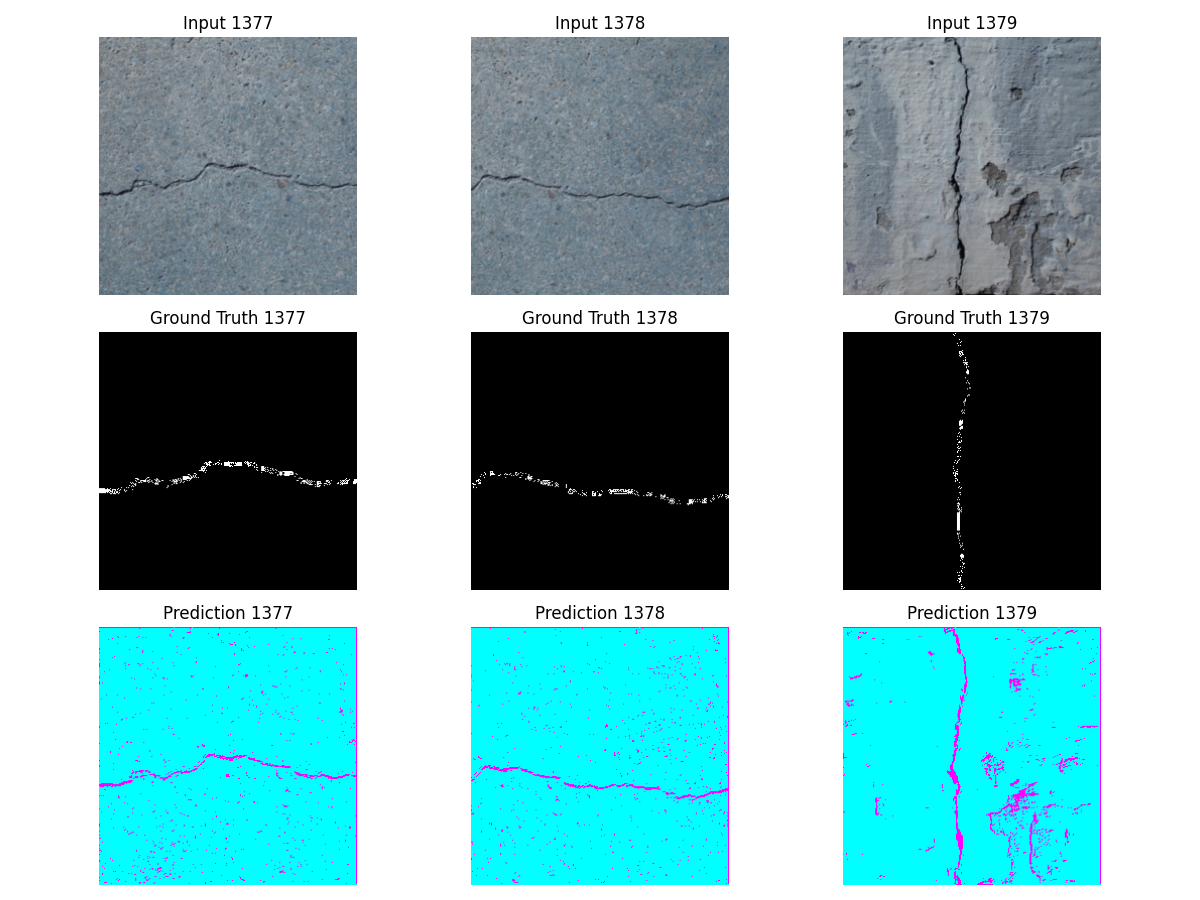 Input 1377
Input 1378
Input 1379
Ground Truth 1377
Ground Truth 1378
Ground Truth 1379
Prediction 1377
Prediction 1378
Prediction 1379